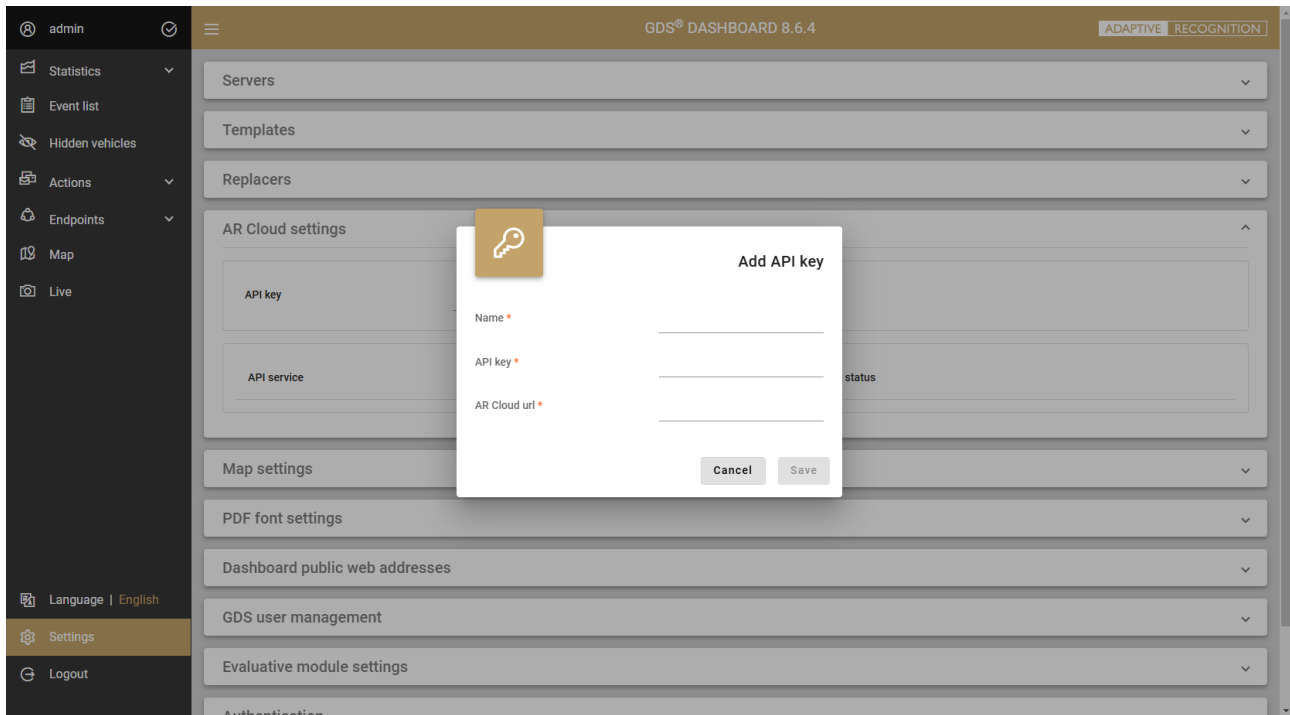 admin
GDS® DASHBOARD 8.6.4
ADAPTIVE RECOGNITION
Statistics
Event list
Hidden vehicles
Actions
Endpoints
Map
Live
Language | English
Settings
Logout
Servers
Templates
Replacers
AR Cloud settings
API key
API service
status
Add API key
Name *
API key *
AR Cloud url *
Cancel
Save
Map settings
PDF font settings
Dashboard public web addresses
GDS user management
Evaluative module settings
Authentication